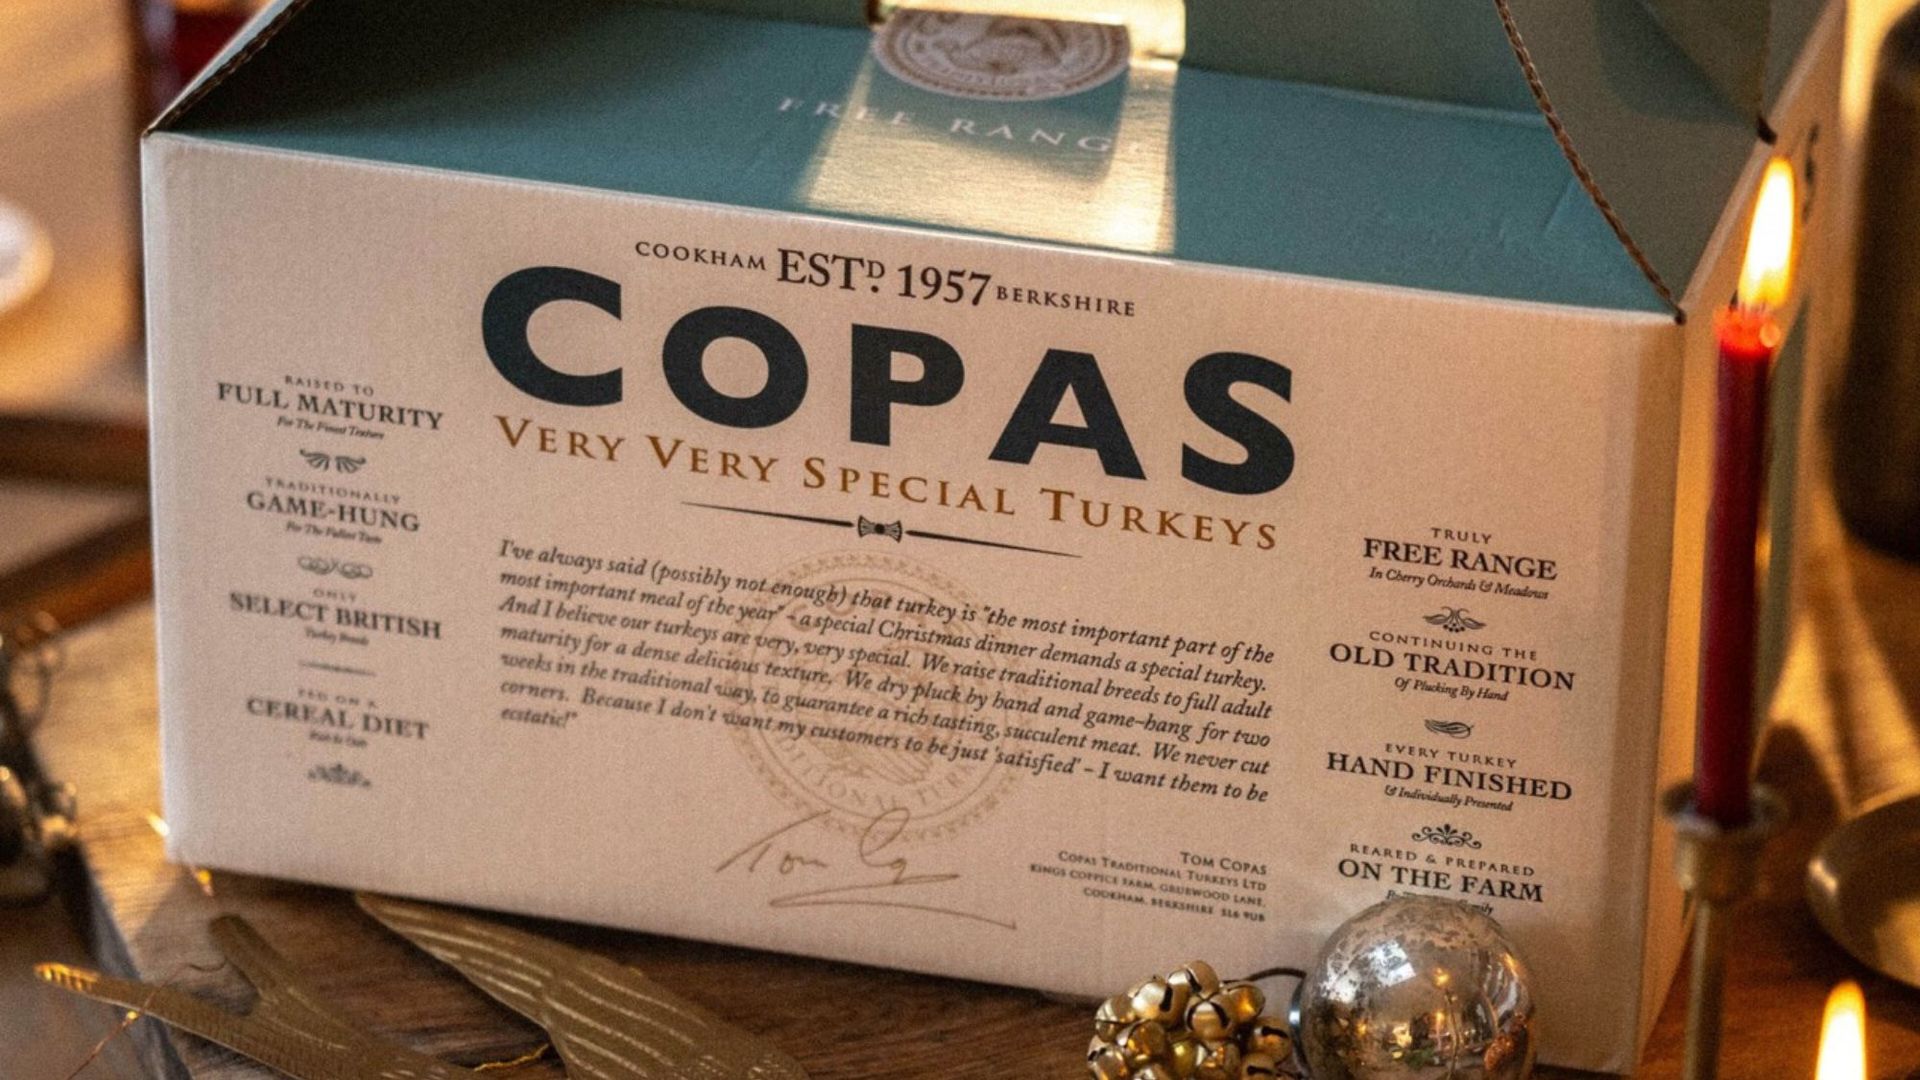 FREE RANGE
COOKHAM ESTD. 1957 BERKSHIRE
COPAS
VERY VERY SPECIAL TURKEYS
RAISED TO
FULL MATURITY
For The Finest Texture
TRADITIONALLY
GAME-HUNG
For The Fullest Taste
ONLY
SELECT BRITISH
Turkey Breeds
FED ON A
CEREAL DIET
I've always said (possibly not enough) that turkey is "the most important part of the
most important meal of the year" - a special Christmas dinner demands a special turkey.
And I believe our turkeys are very, very special. We raise traditional breeds to full adult
maturity for a dense delicious texture. We dry pluck by hand and game-hang for two
weeks in the traditional way, to guarantee a rich tasting, succulent meat. We never cut
corners. Because I don't want my customers to be just 'satisfied' - I want them to be
ecstatic!"
TOM COPAS
COPAS TRADITIONAL TURKEYS LTD
KINGS COPPICE FARM, GRUBWOOD LANE,
COOKHAM, BERKSHIRE SL6 9UB
TRULY
FREE RANGE
In Cherry Orchards & Meadows
CONTINUING THE
OLD TRADITION
Of Plucking By Hand
EVERY TURKEY
HAND FINISHED
& Individually Presented
REARED & PREPARED
ON THE FARM